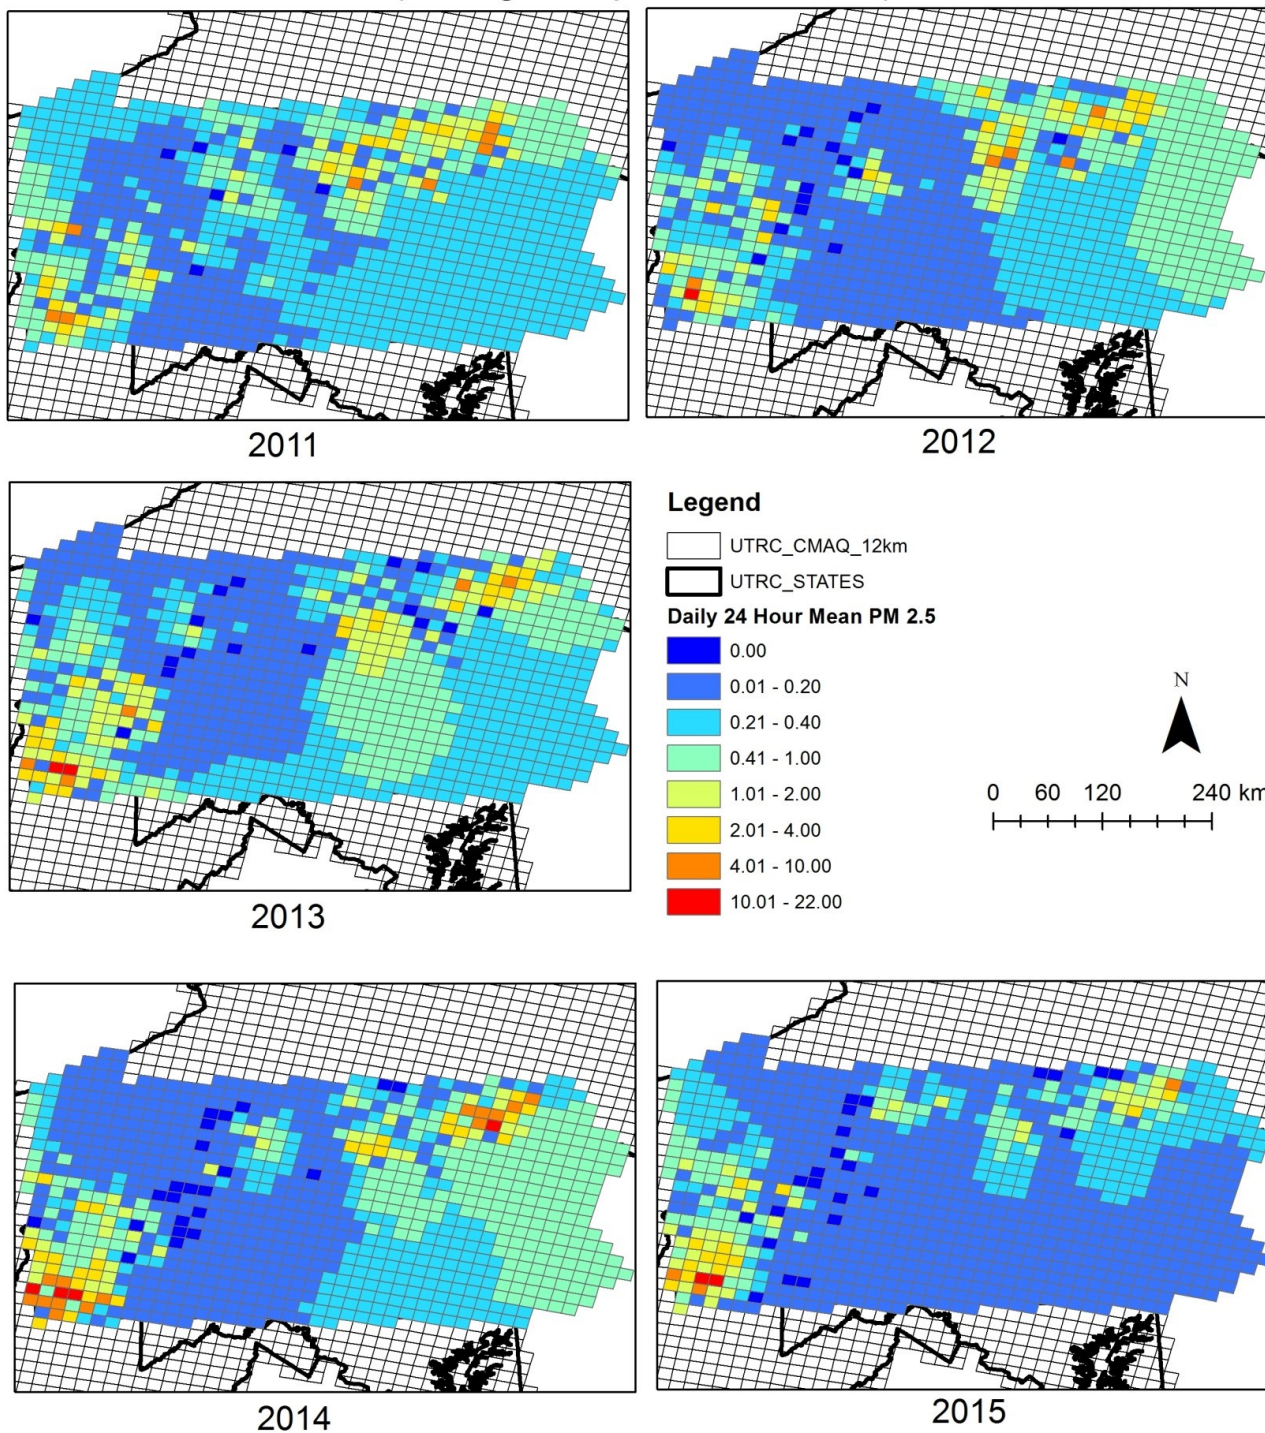 2011
2012
Legend
UTRC_CMAQ_12km
UTRC_STATES
Daily 24 Hour Mean PM 2.5
0.00
0.01 - 0.20
0.21 - 0.40
0.41 - 1.00
1.01 - 2.00
2.01 - 4.00
4.01 - 10.00
10.01 - 22.00
N
0 60 120 240 km
2013
2014
2015